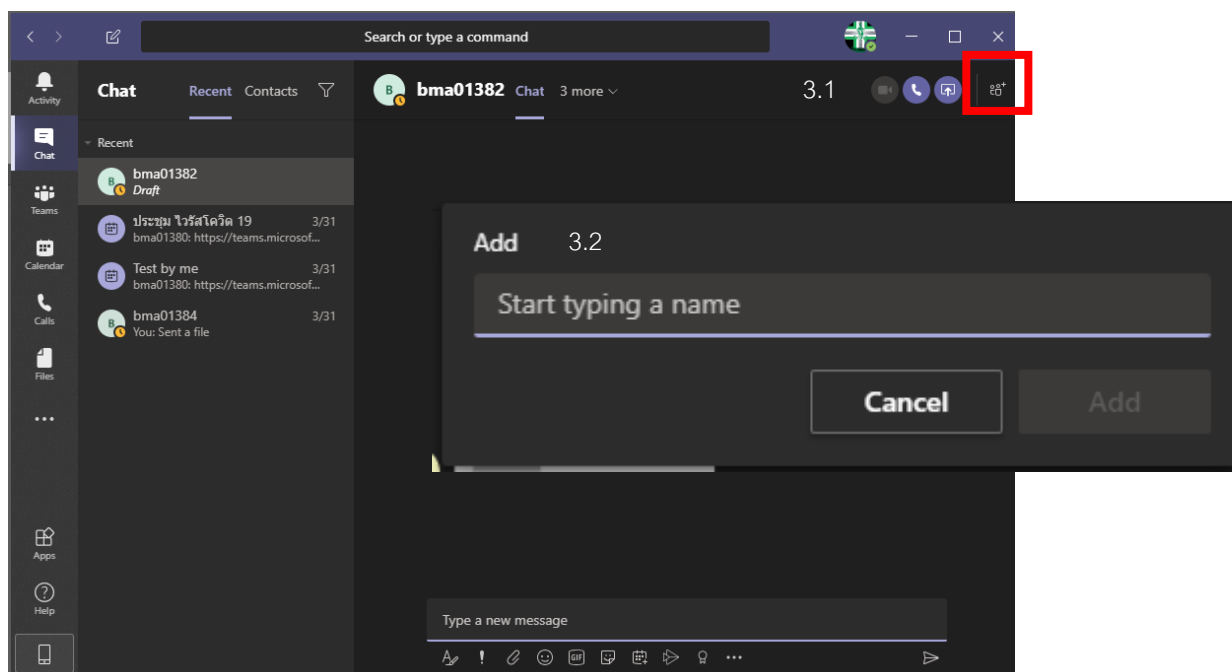 Search or type a command
Activity
Chat
Teams
Calendar
Calls
Files
Apps
Help
Chat Recent Contacts
Recent
bma01382
Draft
ประชุม ไวรัสโควิด 19 3/31
bma01380: https://teams.microsof...
Test by me 3/31
bma01380: https://teams.microsof...
bma01384 3/31
You: Sent a file
B bma01382 Chat 3 more 3.1
Add 3.2
Start typing a name
Cancel Add
Type a new message
GIF